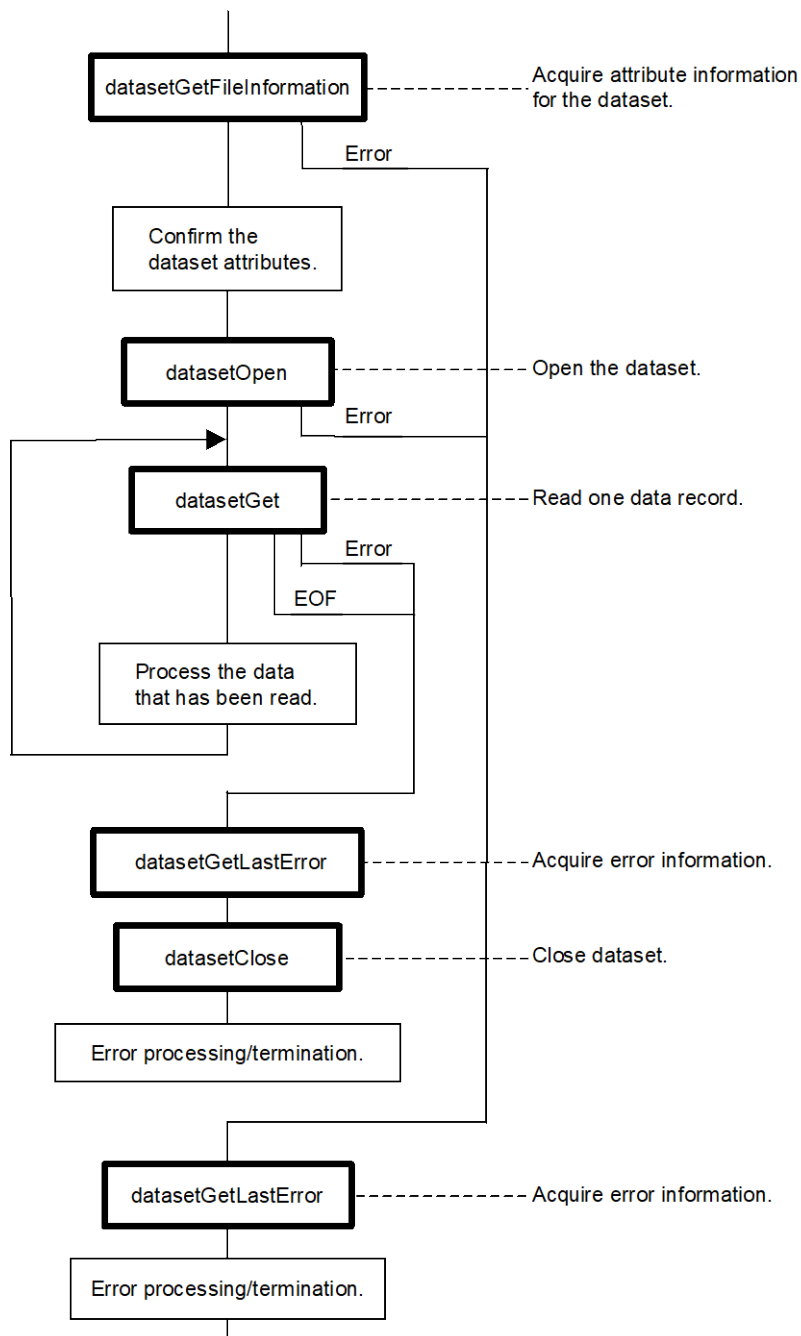 datasetGetFileInformation
Acquire attribute information
for the dataset.
Error
Confirm the
dataset attributes.
datasetOpen
Open the dataset.
Error
datasetGet
Read one data record.
Error
EOF
Process the data
that has been read.
datasetGetLastError
Acquire error information.
datasetClose
Close dataset.
Error processing/termination.
datasetGetLastError
Acquire error information.
Error processing/termination.